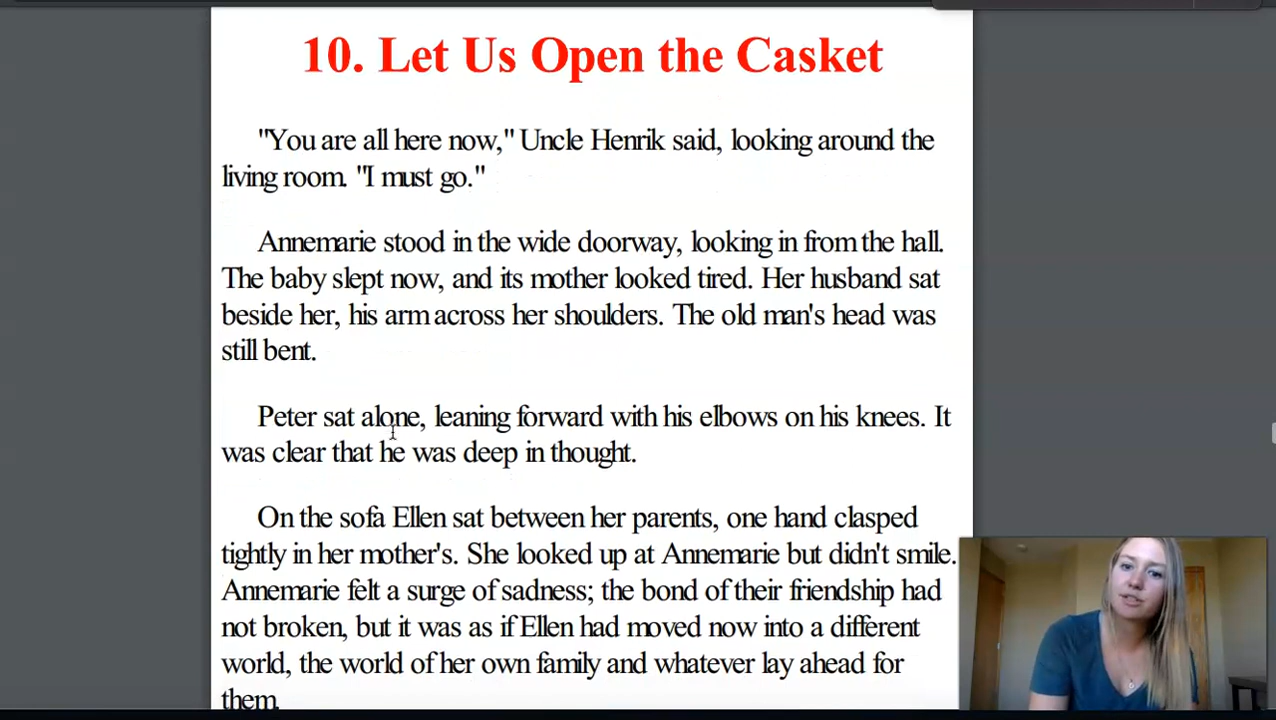 10. Let Us Open the Casket
"You are all here now," Uncle Henrik said, looking around the
living room. "I must go."
Annemarie stood in the wide doorway, looking in from the hall.
The baby slept now, and its mother looked tired. Her husband sat
beside her, his arm across her shoulders. The old man's head was
still bent.
Peter sat alone, leaning forward with his elbows on his knees. It
was clear that he was deep in thought.
On the sofa Ellen sat between her parents, one hand clasped
tightly in her mother's. She looked up at Annemarie but didn't smile.
Annemarie felt a surge of sadness; the bond of their friendship had
not broken, but it was as if Ellen had moved now into a different
world, the world of her own family and whatever lay ahead for
them.